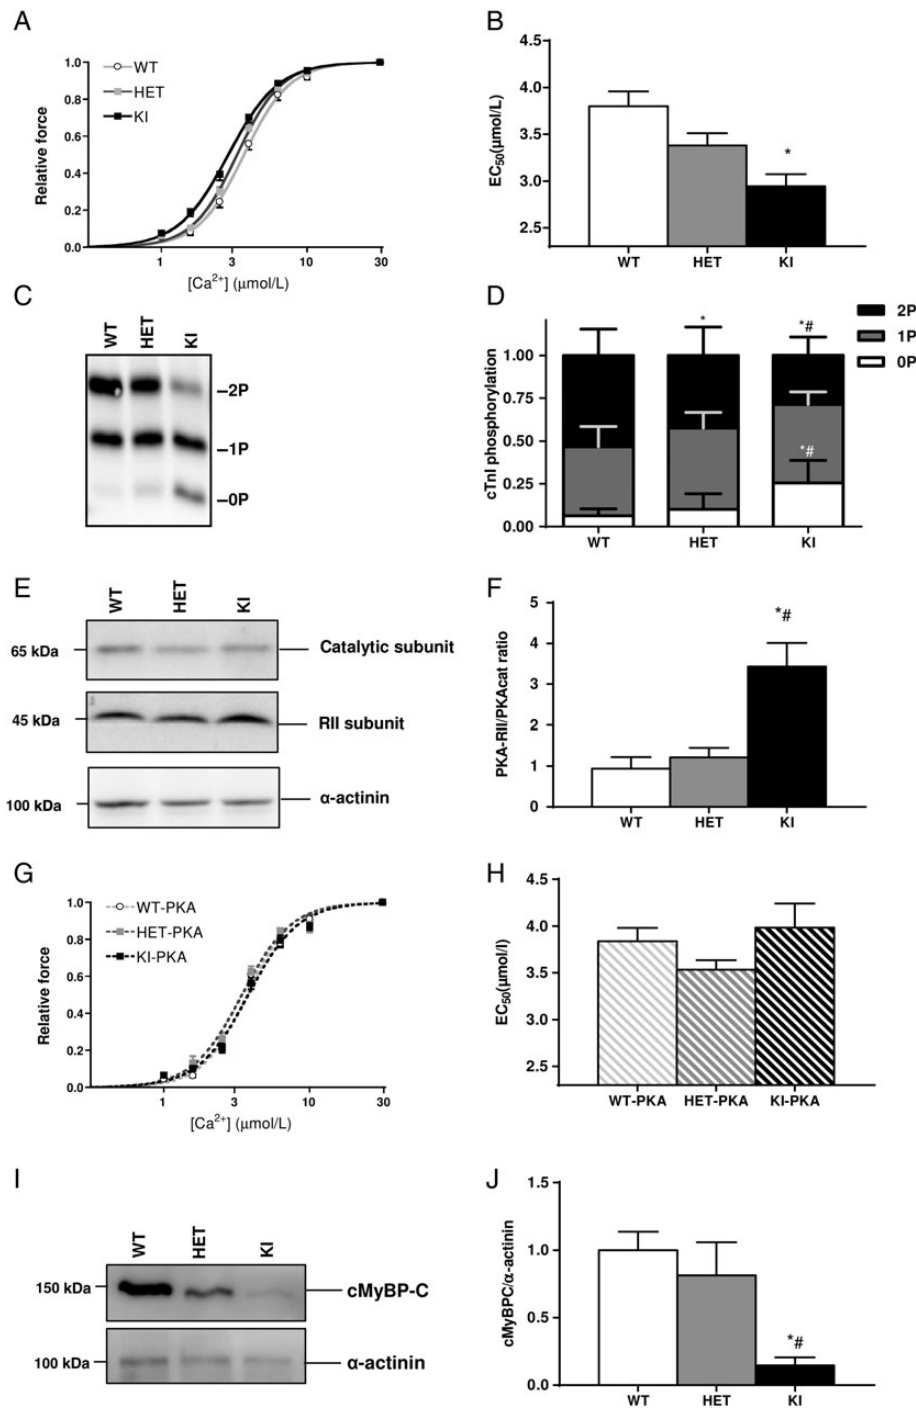 A
Relative force
1.0
0.8
0.6
0.4
0.2
0.0
WT
HET
KI
1
3
10
30
[Ca2+] (μmol/L)
B
EC50(μmol/L)
4.5
4.0
3.5
3.0
2.5
*
WT
HET
KI
C
WT
HET
KI
–2P
–1P
–0P
D
cTnI phosphorylation
1.00
0.75
0.50
0.25
0.00
*
*#
*#
2P
1P
0P
WT
HET
KI
E
WT
HET
KI
65 kDa
Catalytic subunit
45 kDa
RII subunit
100 kDa
α-actinin
F
PKA-RII/PKAcat ratio
5
4
3
2
1
0
*#
WT
HET
KI
G
Relative force
1.0
0.8
0.6
0.4
0.2
0.0
WT-PKA
HET-PKA
KI-PKA
1
3
10
30
[Ca2+] (μmol/L)
H
EC50(μmol/l)
4.5
4.0
3.5
3.0
2.5
WT-PKA
HET-PKA
KI-PKA
I
WT
HET
KI
150 kDa
cMyBP-C
100 kDa
α-actinin
J
cMyBPC/α-actinin
1.5
1.0
0.5
0.0
*#
WT
HET
KI